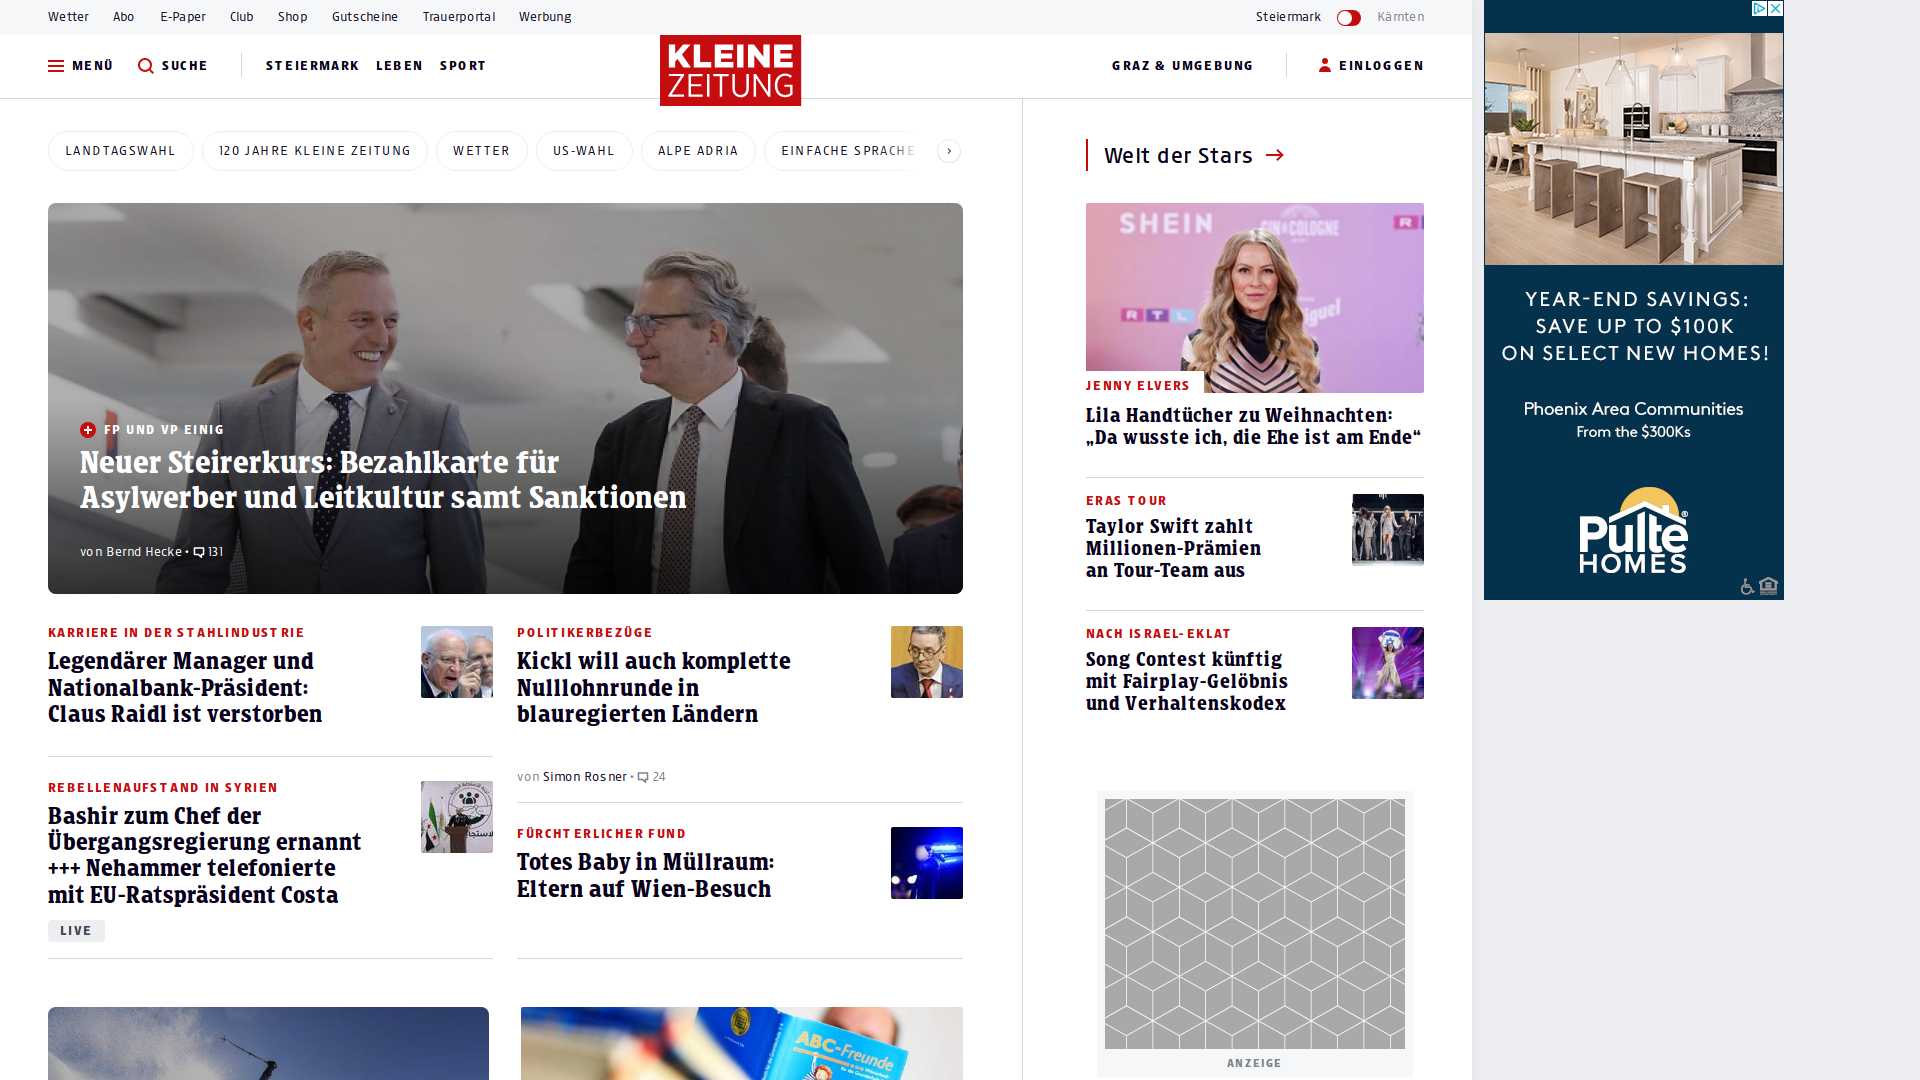 Wetter Abo E-Paper Club Shop Gutscheine Trauerportal Werbung
Steiermark Kärnten
MENÜ SUCHE STEIERMARK LEBEN SPORT
KLEINE
ZEITUNG
GRAZ & UMGEBUNG EINLOGGEN
LANDTAGSWAHL 120 JAHRE KLEINE ZEITUNG WETTER US-WAHL ALPE ADRIA EINFACHE SPRACHE
FP UND VP EINIG
Neuer Steirerkurs: Bezahlkarte für
Asylwerber und Leitkultur samt Sanktionen
von Bernd Hecke • 131
KARRIERE IN DER STAHLINDUSTRIE
Legendärer Manager und
Nationalbank-Präsident:
Claus Raidl ist verstorben
REBELLENAUFSTAND IN SYRIEN
Bashir zum Chef der
Übergangsregierung ernannt
+++ Nehammer telefonierte
mit EU-Ratspräsident Costa
LIVE
POLITIKERBEZÜGE
Kickl will auch komplette
Nulllohnrunde in
blauregierten Ländern
von Simon Rosner • 24
FÜRCHTERLICHER FUND
Totes Baby in Müllraum:
Eltern auf Wien-Besuch
ABC-Freunde
Welt der Stars
SHEIN
GIN & COLOGNE
R
RTL
JENNY ELVERS
Lila Handtücher zu Weihnachten:
„Da wusste ich, die Ehe ist am Ende“
ERAS TOUR
Taylor Swift zahlt
Millionen-Prämien
an Tour-Team aus
NACH ISRAEL-EKLAT
Song Contest künftig
mit Fairplay-Gelöbnis
und Verhaltenskodex
ANZEIGE
YEAR-END SAVINGS:
SAVE UP TO $100K
ON SELECT NEW HOMES!
Phoenix Area Communities
From the $300Ks
Pulte®
HOMES